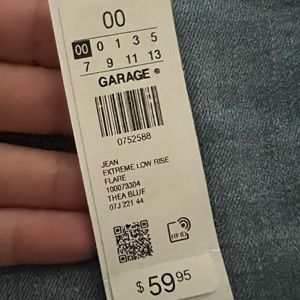 00
00 0 1 3 5
7 9 11 13
GARAGE ®
0752588
JEAN
EXTREME LOW RISE
FLARE
100073304
THEA BLUE
07J 221 44
RFID
$59.95